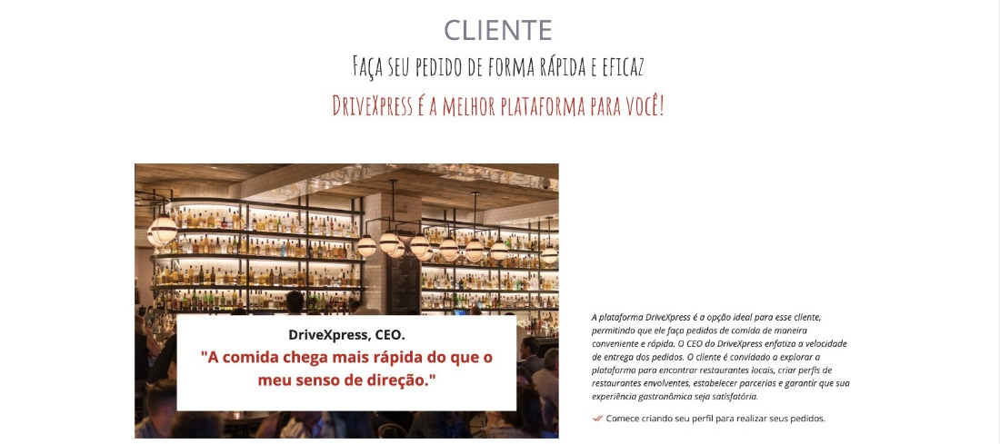 CLIENTE
Faça seu pedido de forma rápida e eficaz
DriveXpress é a melhor plataforma para você!
DriveXpress, CEO.
"A comida chega mais rápida do que o
meu senso de direção."
A plataforma DriveXpress é a opção ideal para esse cliente,
permitindo que ele faça pedidos de comida de maneira
conveniente e rápida. O CEO do DriveXpress enfatiza a velocidade
de entrega dos pedidos. O cliente é convidado a explorar a
plataforma para encontrar restaurantes locais, criar perfis de
restaurantes envolventes, estabelecer parcerias e garantir que sua
experiência gastronômica seja satisfatória.
Comece criando seu perfil para realizar seus pedidos.